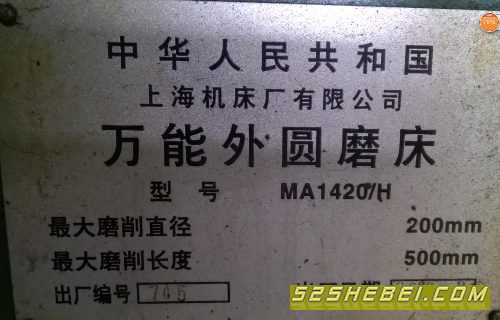 中华人民共和国
上海机床厂有限公司
万能外圆磨床
型号 MA1420/H
最大磨削直径 200mm
最大磨削长度 500mm
出厂编号 745
52SHEBEI.COM